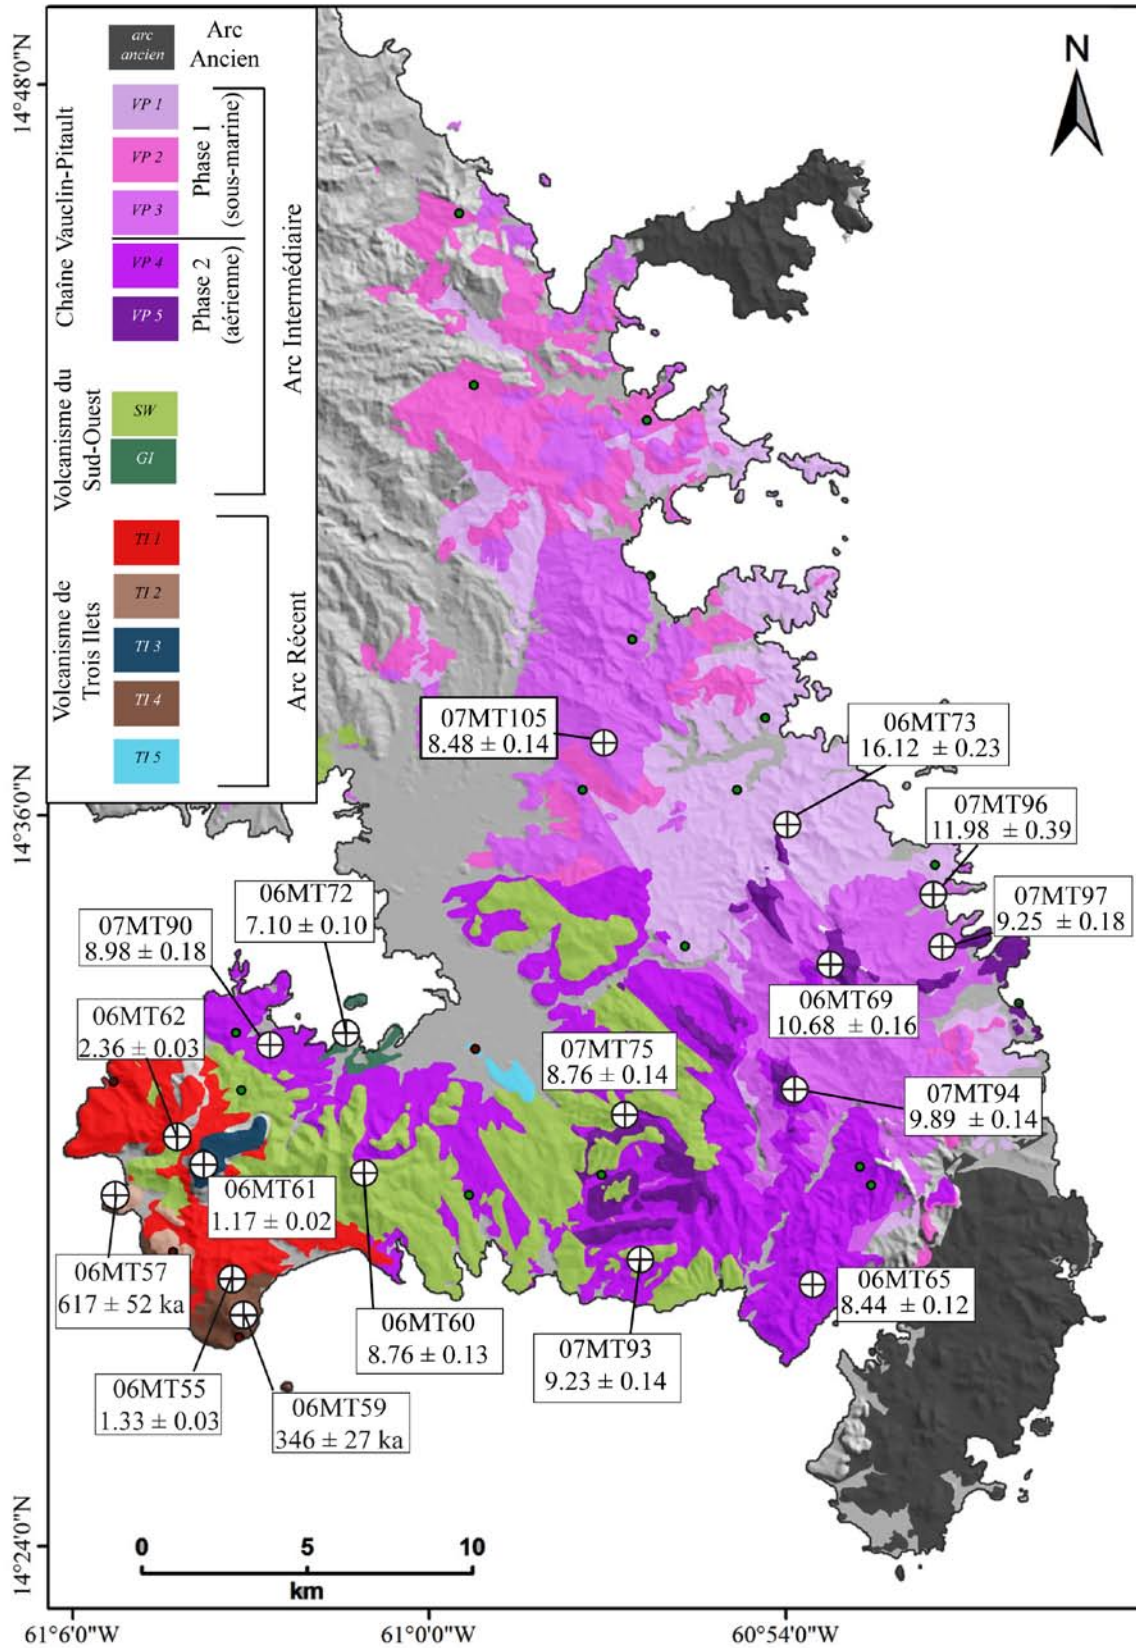 arc
ancien
Arc
Ancien
Chaîne Vauclin-Pitault
VP 1
VP 2
VP 3
VP 4
VP 5
Phase 1
(sous-marine)
Phase 2
(aérienne)
Volcanisme du
Sud-Ouest
SW
GI
Arc Intermédiaire
Volcanisme de
Trois Ilets
TI 1
TI 2
TI 3
TI 4
TI 5
Arc Récent
N
14°48'0"N
14°36'0"N
14°24'0"N
07MT105
8.48 ± 0.14
06MT73
16.12 ± 0.23
07MT96
11.98 ± 0.39
06MT72
7.10 ± 0.10
07MT97
9.25 ± 0.18
07MT90
8.98 ± 0.18
06MT69
10.68 ± 0.16
06MT62
2.36 ± 0.03
07MT75
8.76 ± 0.14
07MT94
9.89 ± 0.14
06MT61
1.17 ± 0.02
06MT57
617 ± 52 ka
06MT65
8.44 ± 0.12
06MT60
8.76 ± 0.13
07MT93
9.23 ± 0.14
06MT55
1.33 ± 0.03
06MT59
346 ± 27 ka
0 5 10
km
61°6'0"W 61°0'0"W 60°54'0"W